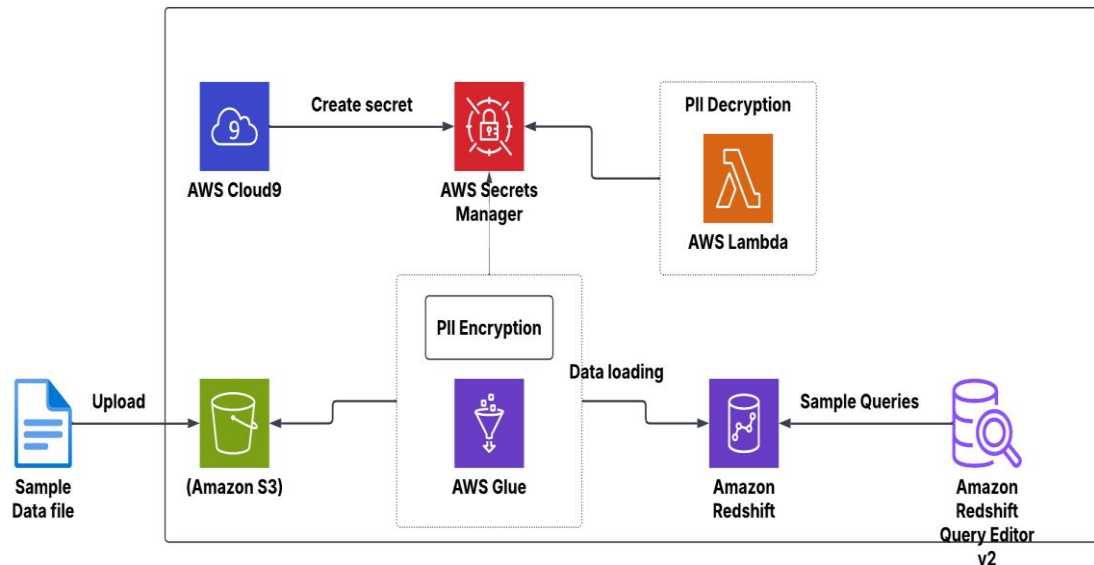 Create secret
AWS Cloud9
9
AWS Secrets
Manager
PII Decryption
AWS Lambda
PII Encryption
Upload
Data loading
Sample Queries
Sample
Data file
(Amazon S3)
AWS Glue
Amazon
Redshift
Amazon
Redshift
Query Editor
v2